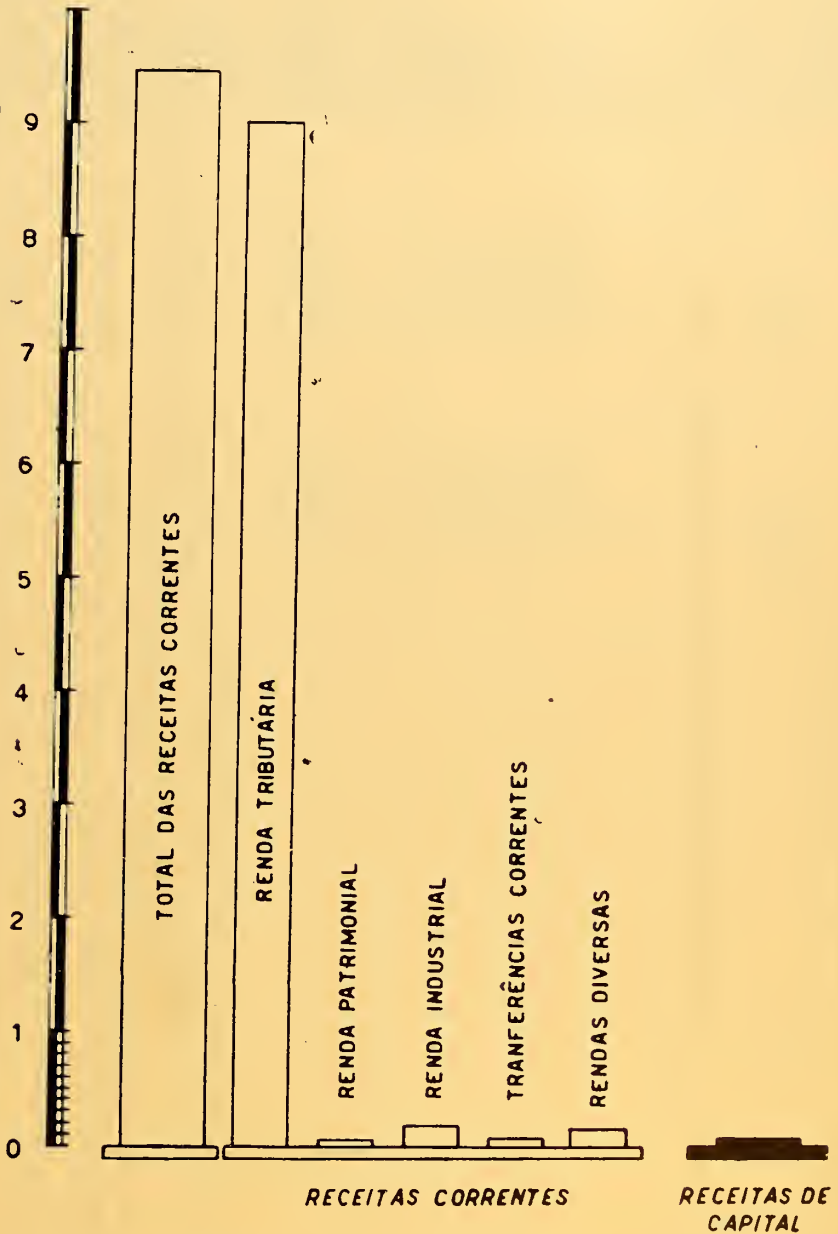 9
8
7
6
5
4
3
2
1
0
TOTAL DAS RECEITAS CORRENTES
RENDA TRIBUTÁRIA
RENDA PATRIMONIAL
RENDA INDUSTRIAL
TRANFERÊNCIAS CORRENTES
RENDAS DIVERSAS
RECEITAS CORRENTES
RECEITAS DE
CAPITAL